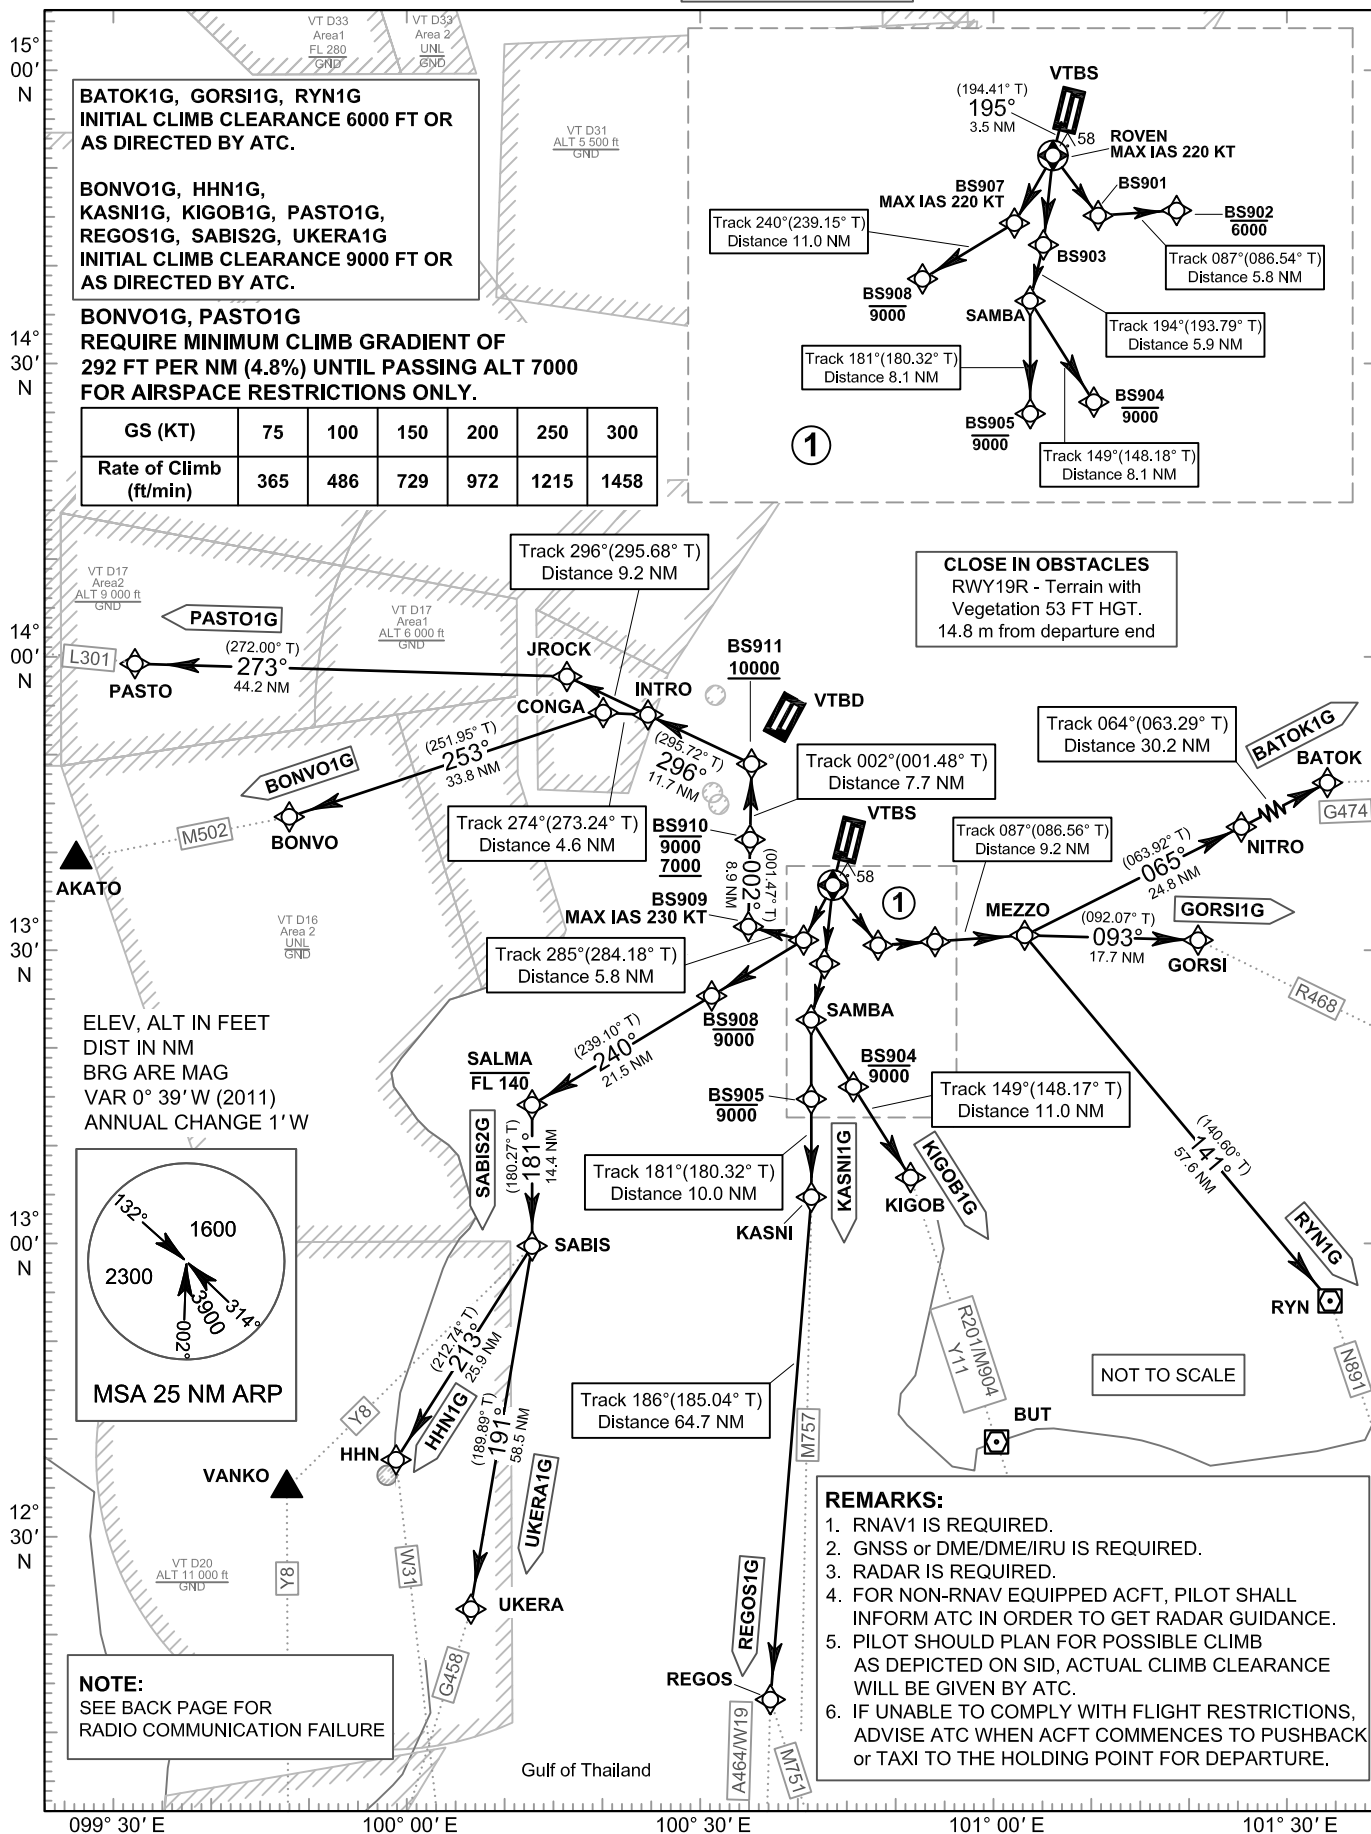 VT D33
Area1
FL 280
GND
VT D33
Area 2
UNL
GND
15°
00′
N
BATOK1G, GORSI1G, RYN1G
INITIAL CLIMB CLEARANCE 6000 FT OR
AS DIRECTED BY ATC.
BONVO1G, HHN1G,
KASNI1G, KIGOB1G, PASTO1G,
REGOS1G, SABIS2G, UKERA1G
INITIAL CLIMB CLEARANCE 9000 FT OR
AS DIRECTED BY ATC.
VT D31
ALT 5 500 ft
GND
VTBS
(194.41° T)
195°
3.5 NM
58
ROVEN
MAX IAS 220 KT
BS907
MAX IAS 220 KT
BS901
BS902
6000
Track 240°(239.15° T)
Distance 11.0 NM
BS903
Track 087°(086.54° T)
Distance 5.8 NM
BS908
9000
SAMBA
Track 194°(193.79° T)
Distance 5.9 NM
Track 181°(180.32° T)
Distance 8.1 NM
BS904
9000
BS905
9000
Track 149°(148.18° T)
Distance 8.1 NM
1
14°
30′
N
BONVO1G, PASTO1G
REQUIRE MINIMUM CLIMB GRADIENT OF
292 FT PER NM (4.8%) UNTIL PASSING ALT 7000
FOR AIRSPACE RESTRICTIONS ONLY.
GS (KT) 75 100 150 200 250 300
Rate of Climb
(ft/min) 365 486 729 972 1215 1458
Track 296°(295.68° T)
Distance 9.2 NM
CLOSE IN OBSTACLES
RWY19R - Terrain with
Vegetation 53 FT HGT.
14.8 m from departure end
VT D17
Area2
ALT 9 000 ft
GND
PASTO1G
VT D17
Area1
ALT 6 000 ft
GND
14°
00′
N
L301
PASTO
(272.00° T)
273°
44.2 NM
JROCK
INTRO
CONGA
BS911
10000
VTBD
(251.95° T)
253°
33.8 NM
(295.72° T)
296°
11.7 NM
Track 002°(001.48° T)
Distance 7.7 NM
Track 064°(063.29° T)
Distance 30.2 NM
BATOK1G
BATOK
G474
BONVO1G
M502
BONVO
AKATO
Track 274°(273.24° T)
Distance 4.6 NM
BS910
9000
7000
(001.47° T)
002°
8.9 NM
VTBS
58
Track 087°(086.56° T)
Distance 9.2 NM
NITRO
(063.92° T)
065°
24.8 NM
BS909
MAX IAS 230 KT
1
MEZZO
GORSI1G
(092.07° T)
093°
17.7 NM
GORSI
R468
VT D16
Area 2
UNL
GND
13°
30′
N
Track 285°(284.18° T)
Distance 5.8 NM
BS908
9000
SAMBA
ELEV, ALT IN FEET
DIST IN NM
BRG ARE MAG
VAR 0° 39′ W (2011)
ANNUAL CHANGE 1′ W
SALMA
FL 140
(239.10° T)
240°
21.5 NM
BS904
9000
BS905
9000
Track 149°(148.17° T)
Distance 11.0 NM
SABIS2G
(180.27° T)
181°
14.4 NM
Track 181°(180.32° T)
Distance 10.0 NM
KASNI1G
KIGOB
KIGOB1G
KASNI
(140.60° T)
141°
57.6 NM
RYN1G
RYN
13°
00′
N
132°
1600
2300
3900
314°
002°
MSA 25 NM ARP
SABIS
(212.74° T)
213°
25.9 NM
HHN1G
(189.89° T)
191°
58.5 NM
Y8
HHN
VANKO
Track 186°(185.04° T)
Distance 64.7 NM
M757
R201/M904
Y11
NOT TO SCALE
N891
BUT
12°
30′
N
VT D20
ALT 11 000 ft
GND
Y8
W31
UKERA1G
UKERA
G458
REGOS1G
REGOS
A464/W19
M751
REMARKS:
1. RNAV1 IS REQUIRED.
2. GNSS or DME/DME/IRU IS REQUIRED.
3. RADAR IS REQUIRED.
4. FOR NON-RNAV EQUIPPED ACFT, PILOT SHALL
INFORM ATC IN ORDER TO GET RADAR GUIDANCE.
5. PILOT SHOULD PLAN FOR POSSIBLE CLIMB
AS DEPICTED ON SID, ACTUAL CLIMB CLEARANCE
WILL BE GIVEN BY ATC.
6. IF UNABLE TO COMPLY WITH FLIGHT RESTRICTIONS,
ADVISE ATC WHEN ACFT COMMENCES TO PUSHBACK
or TAXI TO THE HOLDING POINT FOR DEPARTURE.
NOTE:
SEE BACK PAGE FOR
RADIO COMMUNICATION FAILURE
Gulf of Thailand
099° 30′ E
100° 00′ E
100° 30′ E
101° 00′ E
101° 30′ E